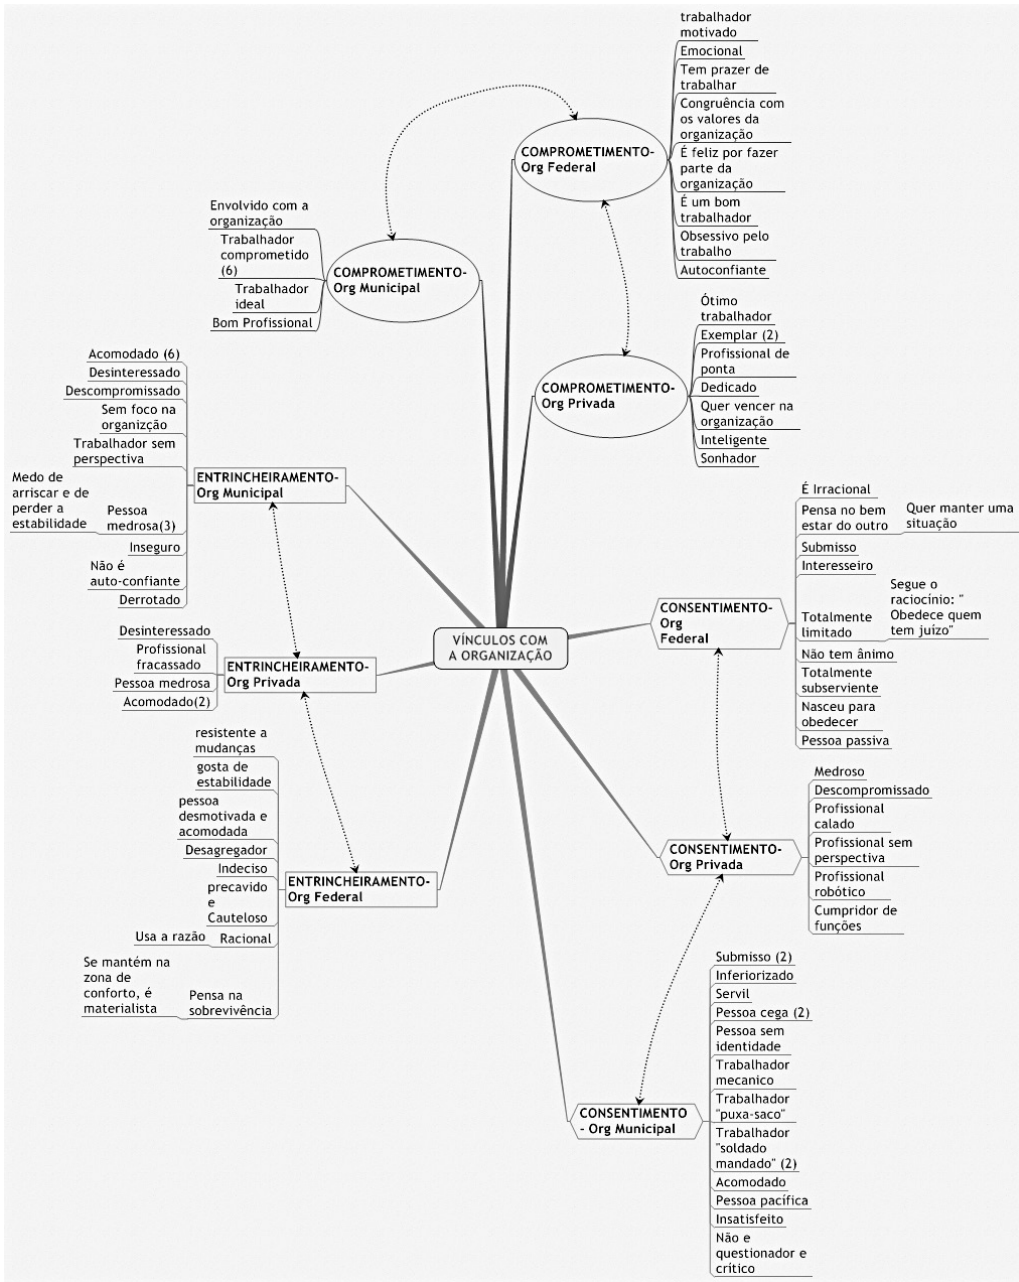 trabalhador
motivado
Emocional
Tem prazer de
trabalhar
Congruência com
os valores da
organização
É feliz por fazer
parte da
organização
É um bom
trabalhador
Obsessivo pelo
trabalho
Autoconfiante
COMPROMETIMENTO-
Org Federal
Envolvido com a
organização
Trabalhador
comprometido
(6)
Trabalhador
ideal
Bom Profissional
COMPROMETIMENTO-
Org Municipal
Ótimo
trabalhador
Exemplar (2)
Profissional de
ponta
Dedicado
Quer vencer na
organização
Inteligente
Sonhador
COMPROMETIMENTO-
Org Privada
Acomodado (6)
Desinteressado
Descompromissado
Sem foco na
organizção
Trabalhador sem
perspectiva
Medo de
arriscar e de
perder a
estabilidade
Pessoa
medrosa(3)
Inseguro
Não é
auto-confiante
Derrotado
ENTRINCHEIRAMENTO-
Org Municipal
É Irracional
Pensa no bem
estar do outro
Quer manter uma
situação
Submisso
Interesseiro
Totalmente
limitado
Segue o
raciocínio: "
Obedece quem
tem juízo"
Não tem ânimo
Totalmente
subserviente
Nasceu para
obedecer
Pessoa passiva
CONSENTIMENTO-
Org
Federal
VÍNCULOS COM
A ORGANIZAÇÃO
Desinteressado
Profissional
fracassado
Pessoa medrosa
Acomodado(2)
ENTRINCHEIRAMENTO-
Org Privada
resistente a
mudanças
gosta de
estabilidade
pessoa
desmotivada e
acomodada
Desagregador
Indeciso
precavido
e
Cauteloso
Usa a razão
Racional
Se mantém na
zona de
conforto, é
materialista
Pensa na
sobrevivência
ENTRINCHEIRAMENTO-
Org Federal
Medroso
Descompromissado
Profissional
calado
Profissional sem
perspectiva
Profissional
robótico
Cumpridor de
funções
CONSENTIMENTO-
Org Privada
Submisso (2)
Inferiorizado
Servil
Pessoa cega (2)
Pessoa sem
identidade
Trabalhador
mecanico
Trabalhador
"puxa-saco"
Trabalhador
"soldado
mandado" (2)
Acomodado
Pessoa pacífica
Insatisfeito
Não e
questionador e
crítico
CONSENTIMENTO
- Org Municipal